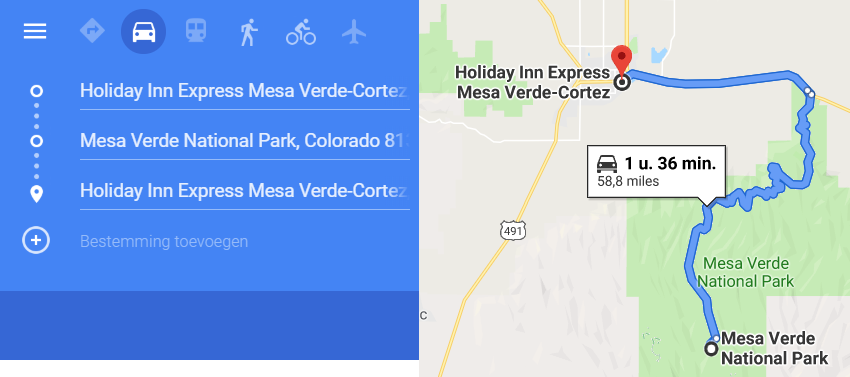 Holiday Inn Express Mesa Verde-Cortez
Mesa Verde National Park, Colorado 81
Holiday Inn Express Mesa Verde-Cortez
Bestemming toevoegen
Holiday Inn Express
Mesa Verde-Cortez
1 u. 36 min.
58,8 miles
491
Mesa Verde
National Park
c
Mesa Verde
National Park